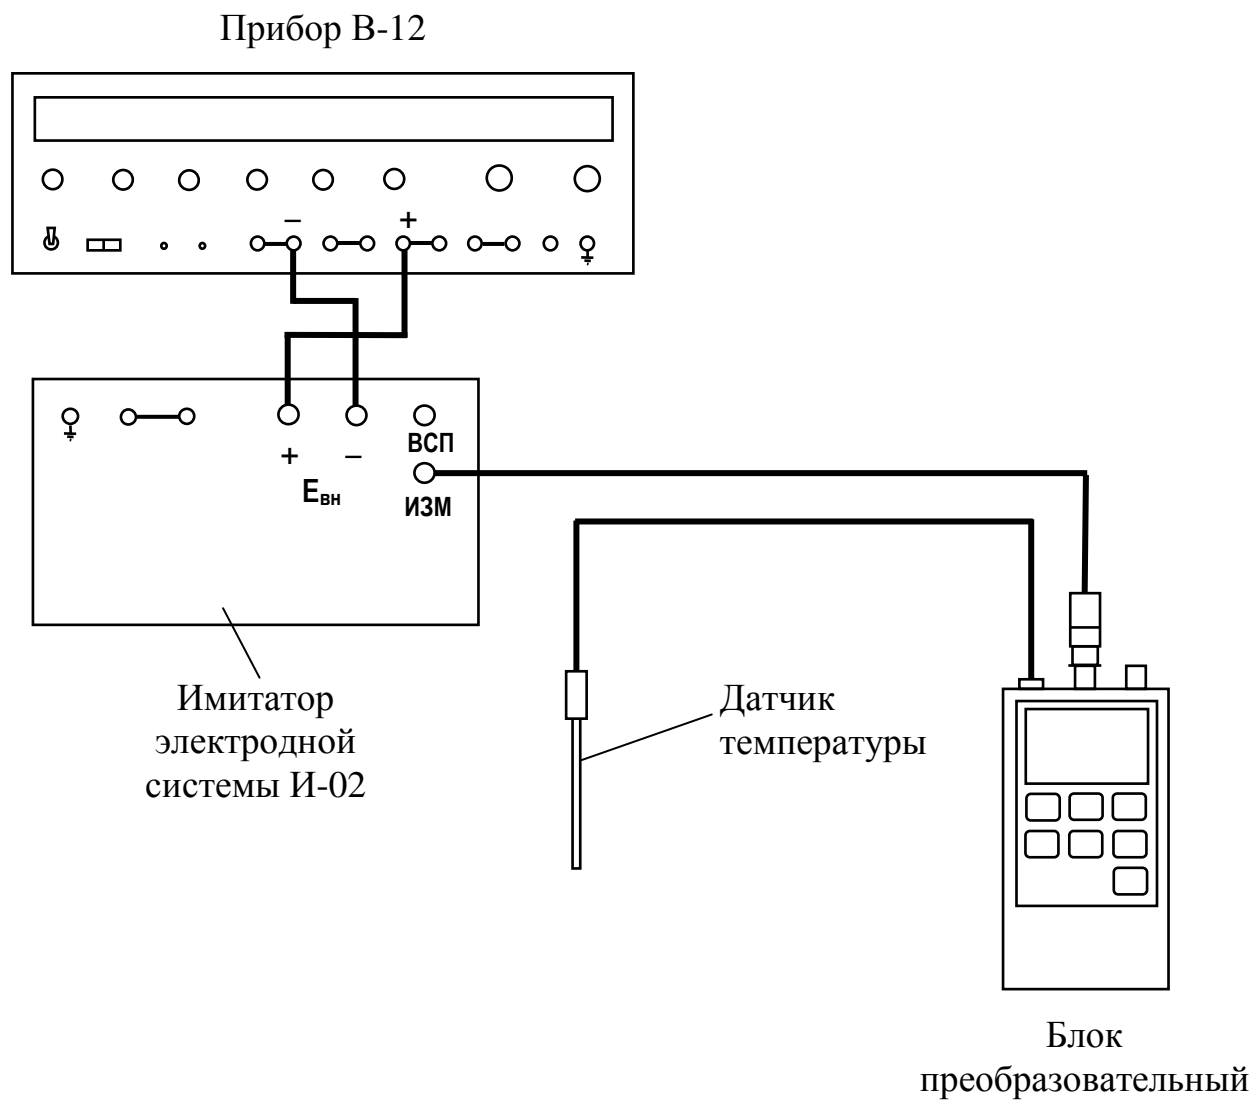 Прибор В-12
− +
ВСП
+ −
Eвн
ИЗМ
Имитатор
электродной
системы И-02
Датчик
температуры
Блок
преобразовательный